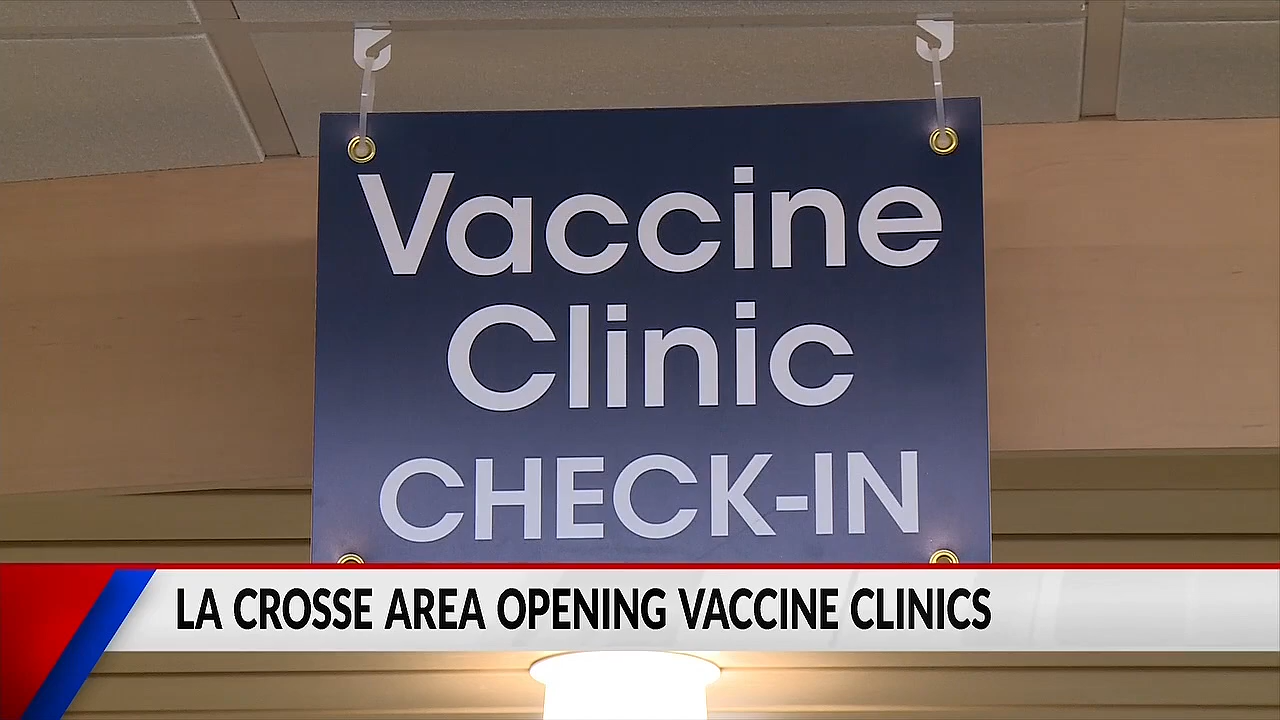 Vaccine
Clinic
CHECK-IN
LA CROSSE AREA OPENING VACCINE CLINICS